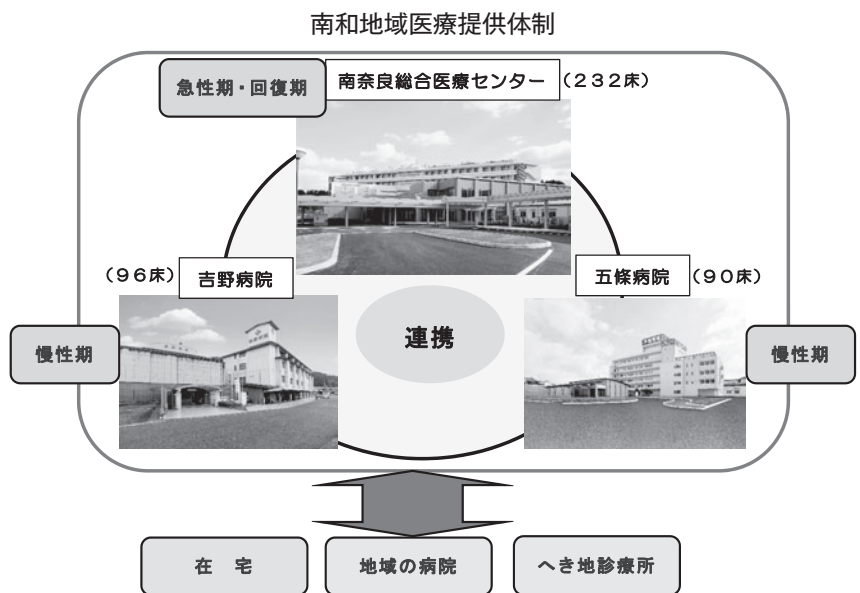 南和地域医療提供体制
急性期・回復期
南奈良総合医療センター
(232床)
(96床)
吉野病院
五條病院
(90床)
連携
慢性期
慢性期
在 宅
地域の病院
へき地診療所